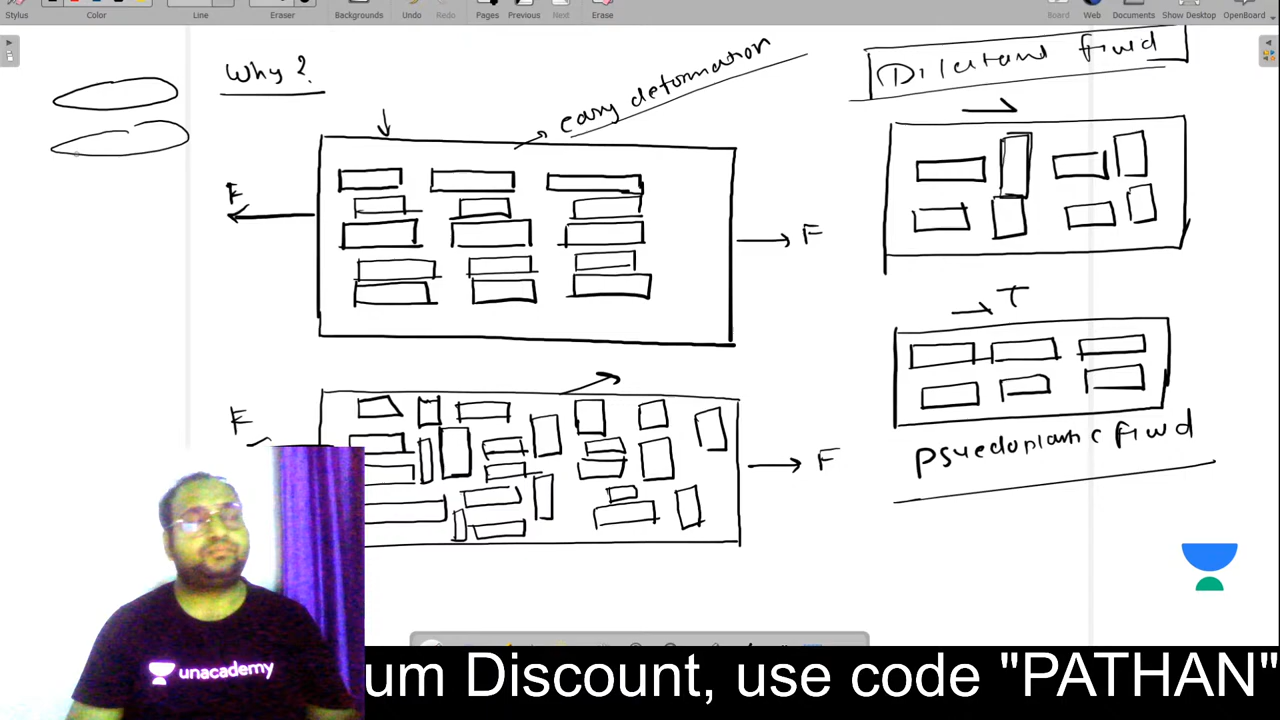 Stylus
Color
Line
Eraser
Backgrounds
Undo
Redo
Pages
Previous
Next
Erase
Board
Web
Documents
Show Desktop
OpenBoard
Why?
easy deformation
Dilatant fluid
F
F
τ
Psuedoplastic fluid
F
F
unacademy
um Discount, use code "PATHAN"